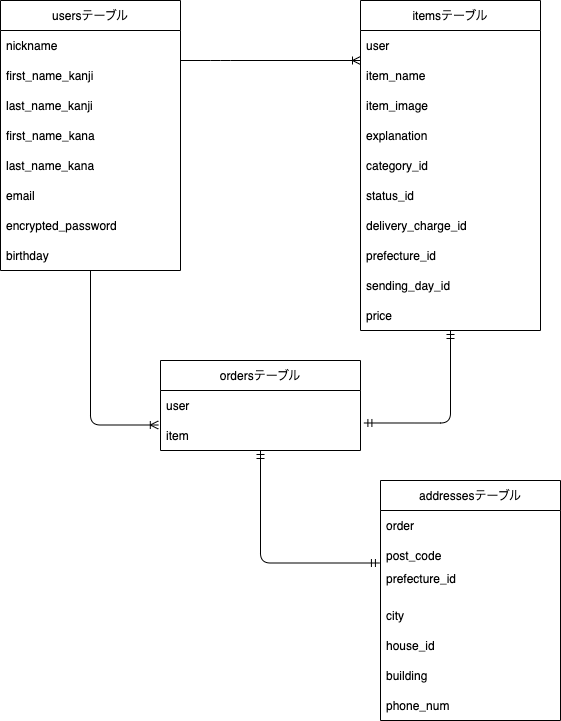 usersテーブル
nickname
first_name_kanji
last_name_kanji
first_name_kana
last_name_kana
email
encrypted_password
birthday
itemsテーブル
user
item_name
item_image
explanation
category_id
status_id
delivery_charge_id
prefecture_id
sending_day_id
price
ordersテーブル
user
item
addressesテーブル
order
post_code
prefecture_id
city
house_id
building
phone_num